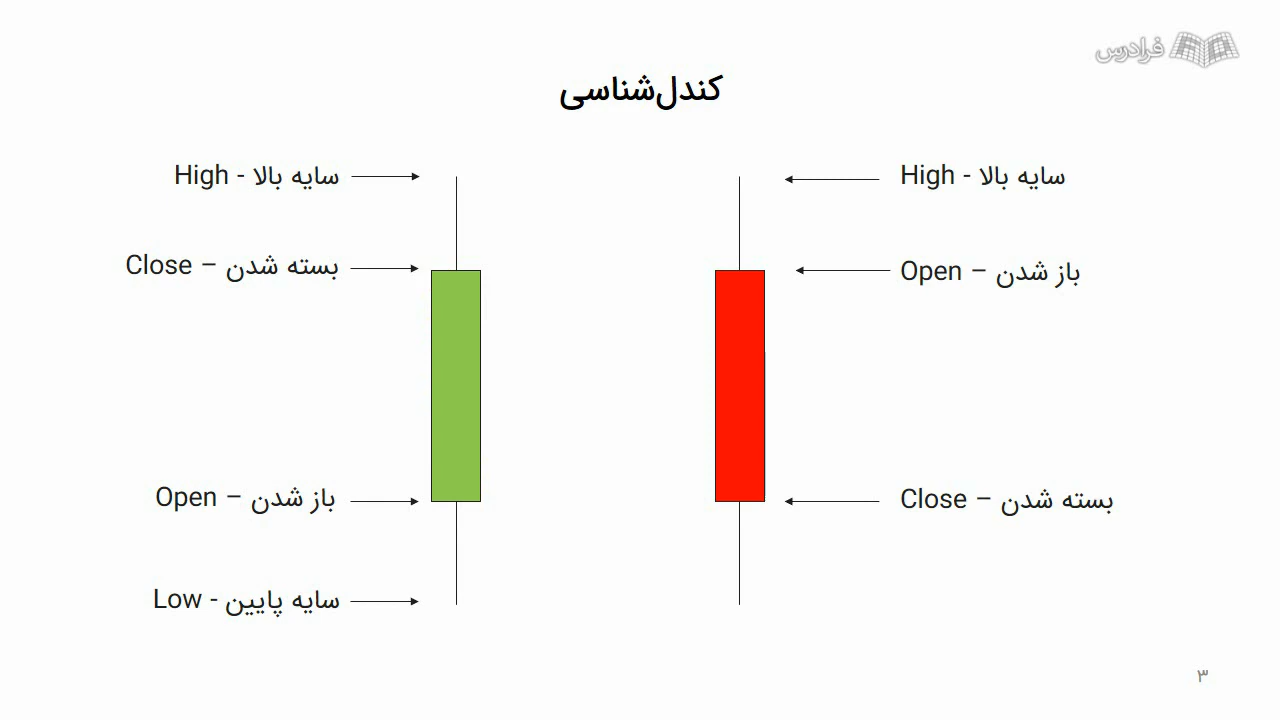 فرادرس
کندل‌شناسی
سایه بالا - High
سایه بالا - High
بسته شدن – Close
باز شدن – Open
باز شدن – Open
بسته شدن – Close
سایه پایین - Low
۳